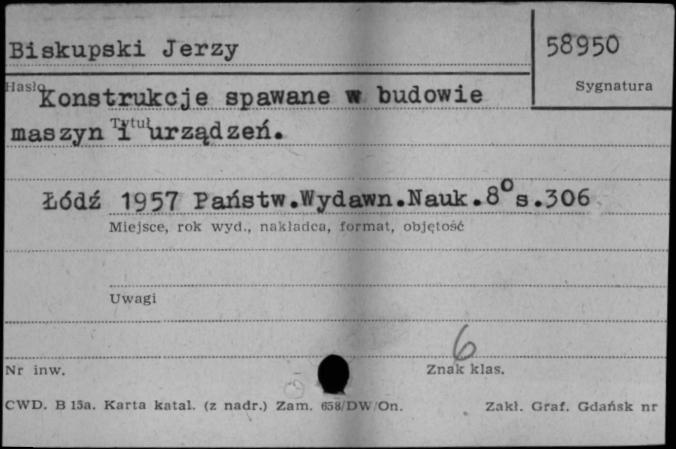 Biskupski Jerzy
58950
Hasło
Sygnatura
Konstrukcje spawane w budowie
Tytuł
maszyn i urządzeń.
Łódź 1957 Państw.Wydawn.Nauk.8° s.306
Miejsce, rok wyd., nakładca, format, objętość
Uwagi
6
Nr inw.
Znak klas.
CWD. B 15a. Karta katal. (z nadr.) Zam. 658/DW/On.
Zakł. Graf. Gdańsk nr